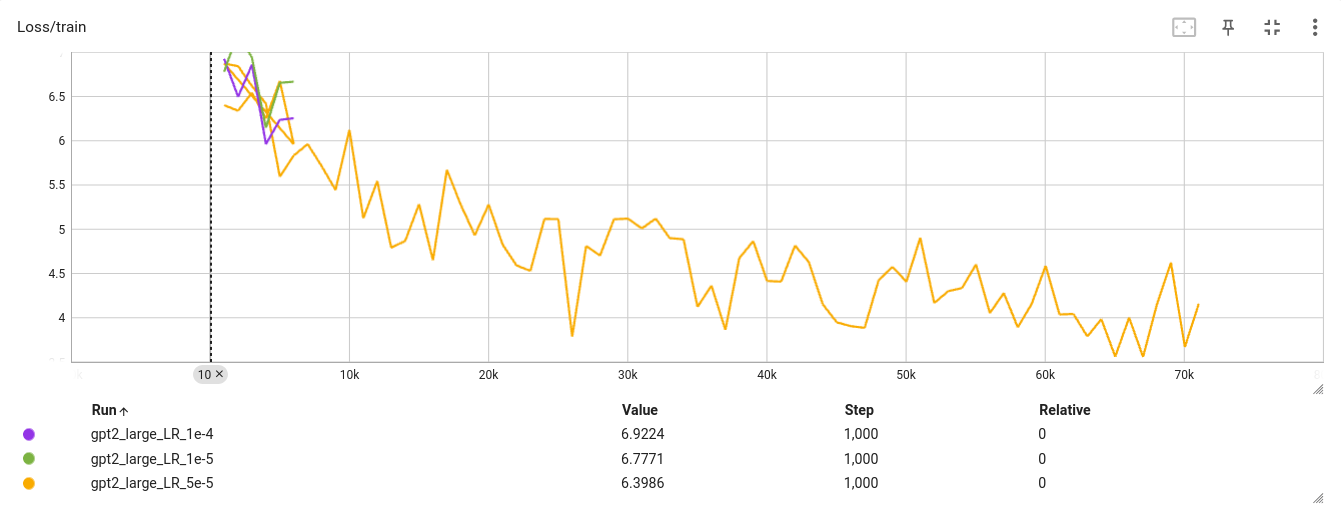 Loss/train
6.5
6
5.5
5
4.5
4
10 × 10k 20k 30k 40k 50k 60k 70k
Run↑ Value Step Relative
gpt2_large_LR_1e-4 6.9224 1,000 0
gpt2_large_LR_1e-5 6.7771 1,000 0
gpt2_large_LR_5e-5 6.3986 1,000 0